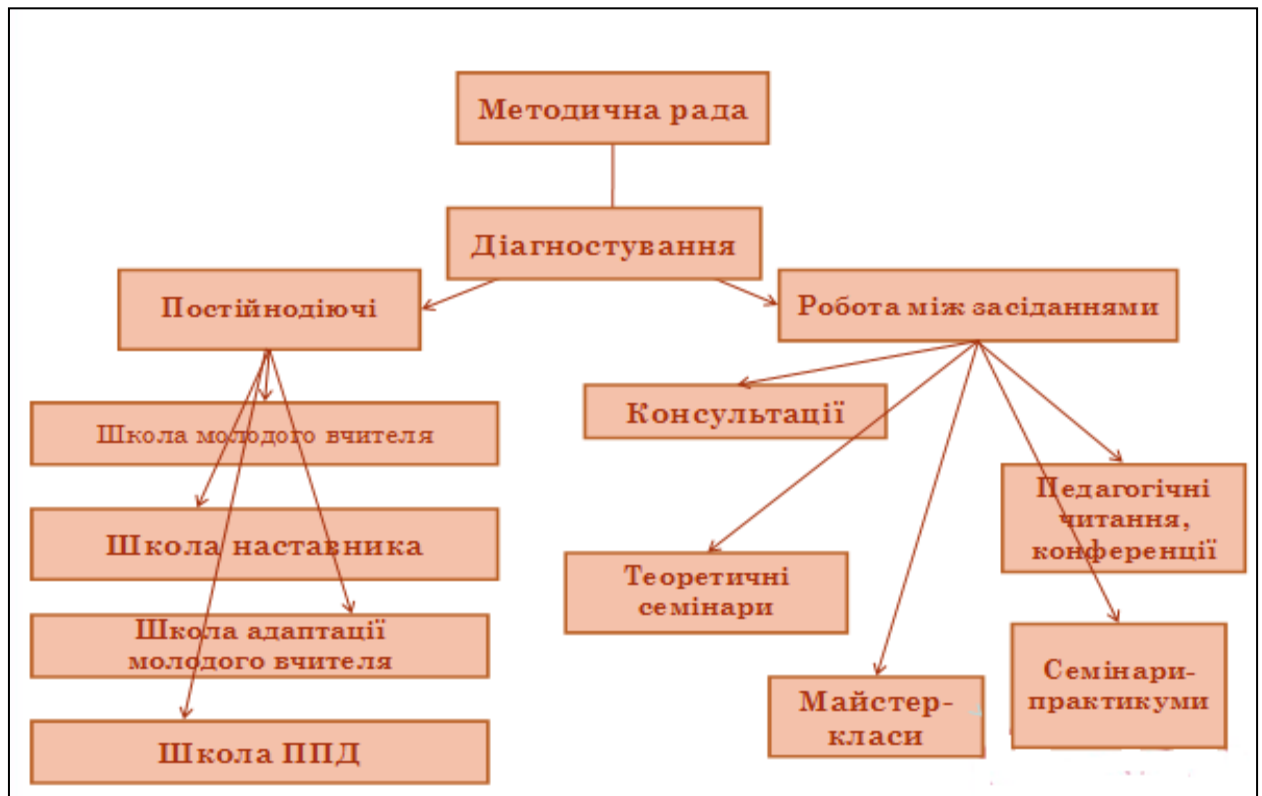 Методична рада
Діагностування
Постійнодіючі
Робота між засіданнями
Школа молодого вчителя
Школа наставника
Школа адаптації
молодого вчителя
Школа ППД
Консультації
Теоретичні
семінари
Майстер-
класи
Педагогічні
читання,
конференції
Семінари-
практикуми